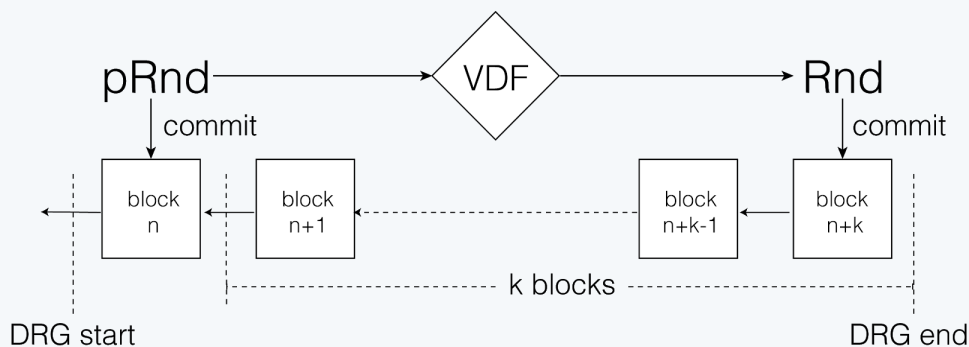 pRnd
VDF
Rnd
commit
commit
block
n
block
n+1
block
n+k-1
block
n+k
k blocks
DRG start
DRG end